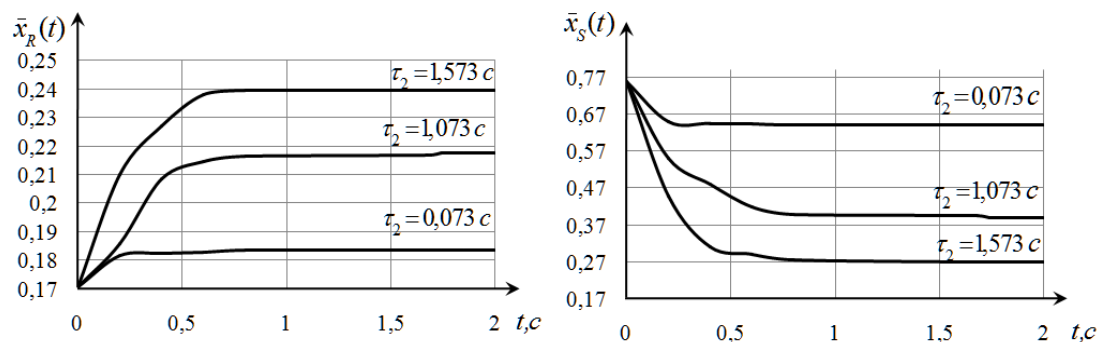 x̄_R(t)
0,25
0,24
0,23
0,22
0,21
0,2
0,19
0,18
0,17
τ₂=1,573 c
τ₂=1,073 c
τ₂=0,073 c
0 0,5 1 1,5 2 t,c
x̄_S(t)
0,77
0,67
0,57
0,47
0,37
0,27
0,17
τ₂=0,073 c
τ₂=1,073 c
τ₂=1,573 c
0 0,5 1 1,5 2 t,c